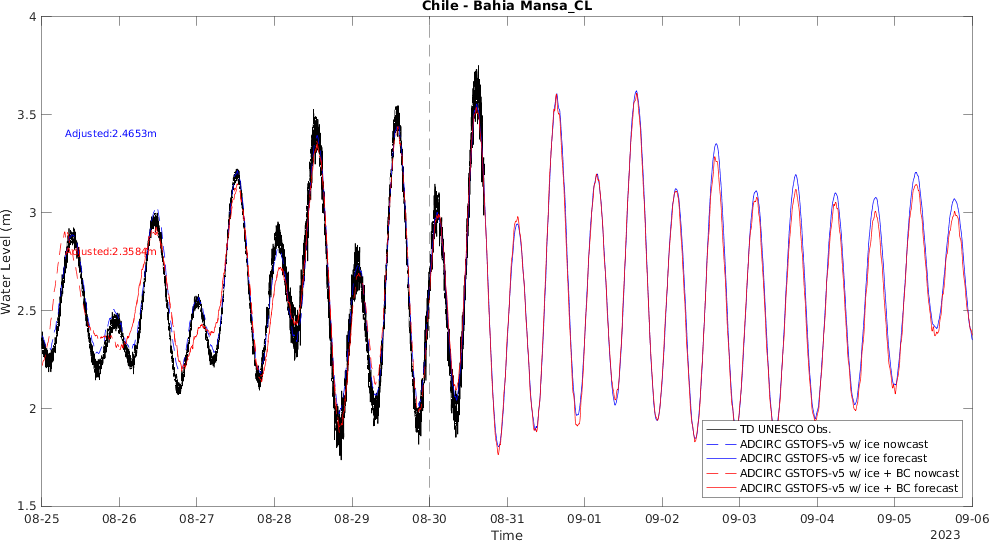 Chile - Bahia Mansa_CL
Water Level (m)
4
3.5
3
2.5
2
1.5
Adjusted:2.4653m
Adjusted:2.3584m
TD UNESCO Obs.
ADCIRC GSTOFS-v5 w/ ice nowcast
ADCIRC GSTOFS-v5 w/ ice forecast
ADCIRC GSTOFS-v5 w/ ice + BC nowcast
ADCIRC GSTOFS-v5 w/ ice + BC forecast
08-25 08-26 08-27 08-28 08-29 08-30 08-31 09-01 09-02 09-03 09-04 09-05 09-06
Time
2023